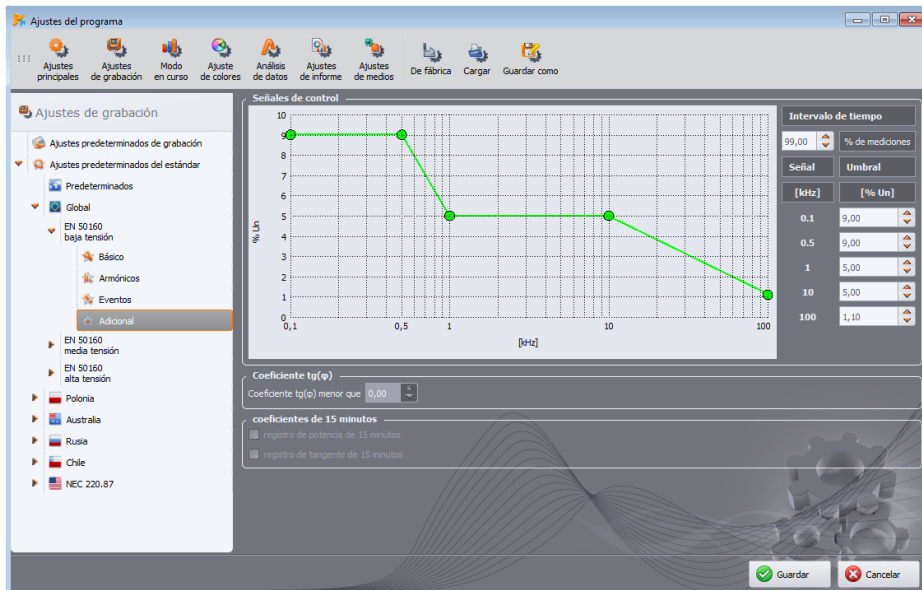 Ajustes del programa
Ajustes principales
Ajustes de grabación
Modo en curso
Ajuste de colores
Análisis de datos
Ajustes de informe
Ajustes de medios
De fábrica
Cargar
Guardar como
Ajustes de grabación
Ajustes predeterminados de grabación
Ajustes predeterminados del estándar
Predeterminados
Global
EN 50160
baja tensión
Básico
Armónicos
Eventos
Adicional
EN 50160
media tensión
EN 50160
alta tensión
Polonia
Australia
Rusia
Chile
NEC 220.87
Señales de control
10
9
8
7
6
5
4
3
2
1
0
% Un
0,1 0,5 1 10 100
[kHz]
Intervalo de tiempo
99,00 % de mediciones
Señal Umbral
[kHz] [% Un]
0.1 9,00
0.5 9,00
1 5,00
10 5,00
100 1,10
Coeficiente tg(φ)
Coeficiente tg(φ) menor que 0,00
coeficientes de 15 minutos
registro de potencia de 15 minutos
registro de tangente de 15 minutos
Guardar
Cancelar